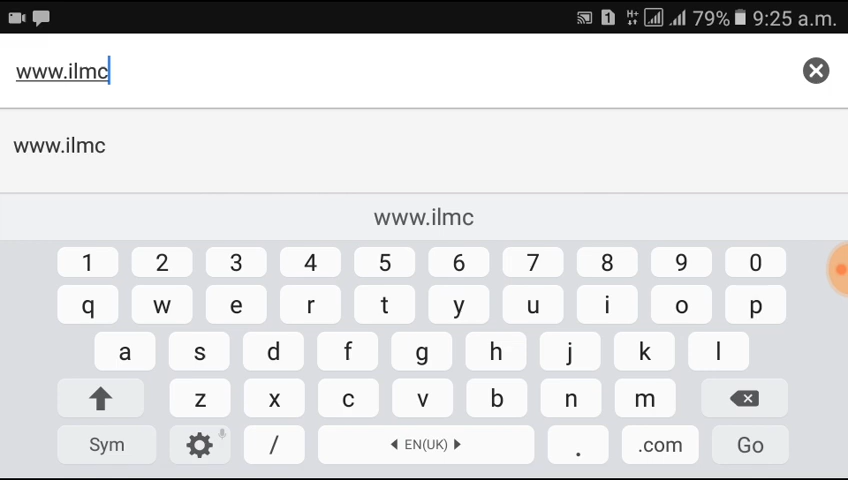 1 H+ 79% 9:25 a.m.
www.ilmc
www.ilmc
www.ilmc
1 2 3 4 5 6 7 8 9 0
q w e r t y u i o p
a s d f g h j k l
z x c v b n m
Sym / ◄ EN(UK) ► . .com Go